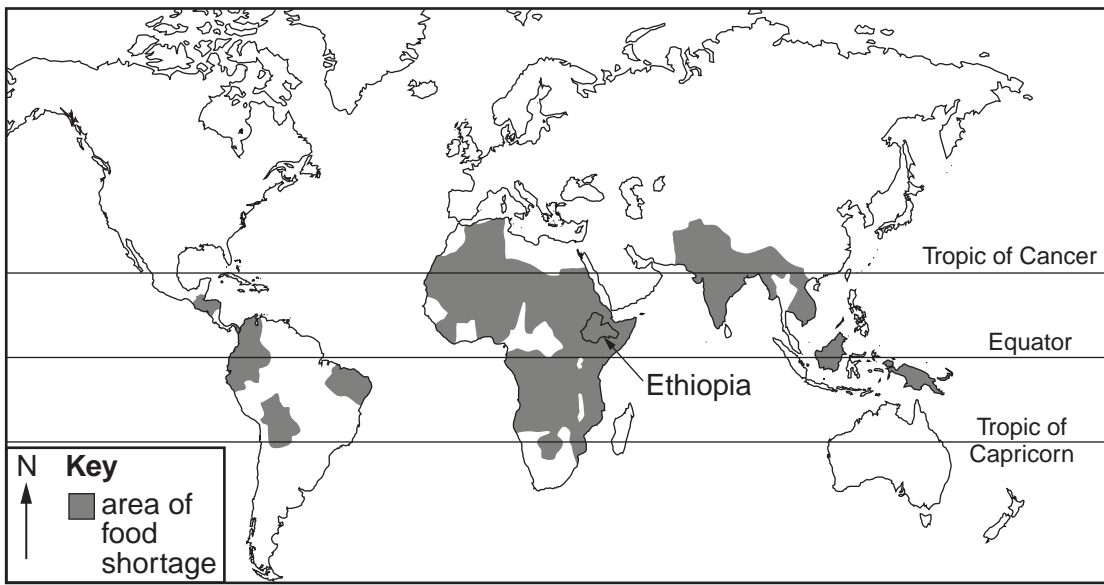 Tropic of Cancer
Equator
Ethiopia
Tropic of
Capricorn
N
Key
area of
food
shortage